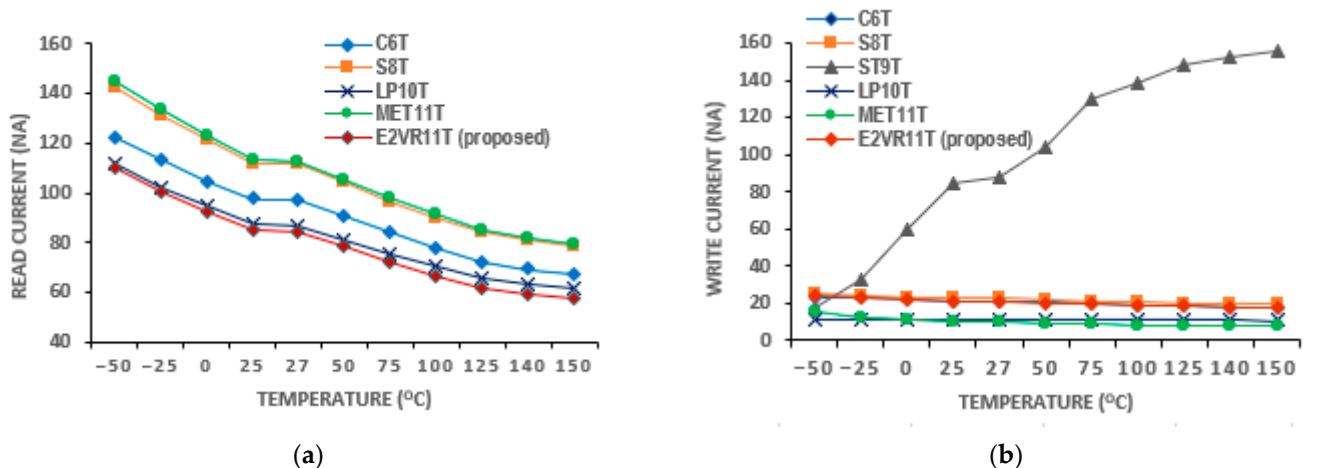 160
140
120
100
80
60
40
READ CURRENT (NA)
C6T
S8T
LP10T
MET11T
E2VR11T (proposed)
−50 −25 0 25 27 50 75 100 125 140 150
TEMPERATURE (ᴼC)
(a)
C6T
S8T
ST9T
LP10T
MET11T
E2VR11T (proposed)
160
140
120
100
80
60
40
20
0
WRITE CURRENT (NA)
−50 −25 0 25 27 50 75 100 125 140 150
TEMPERATURE (ᴼC)
(b)